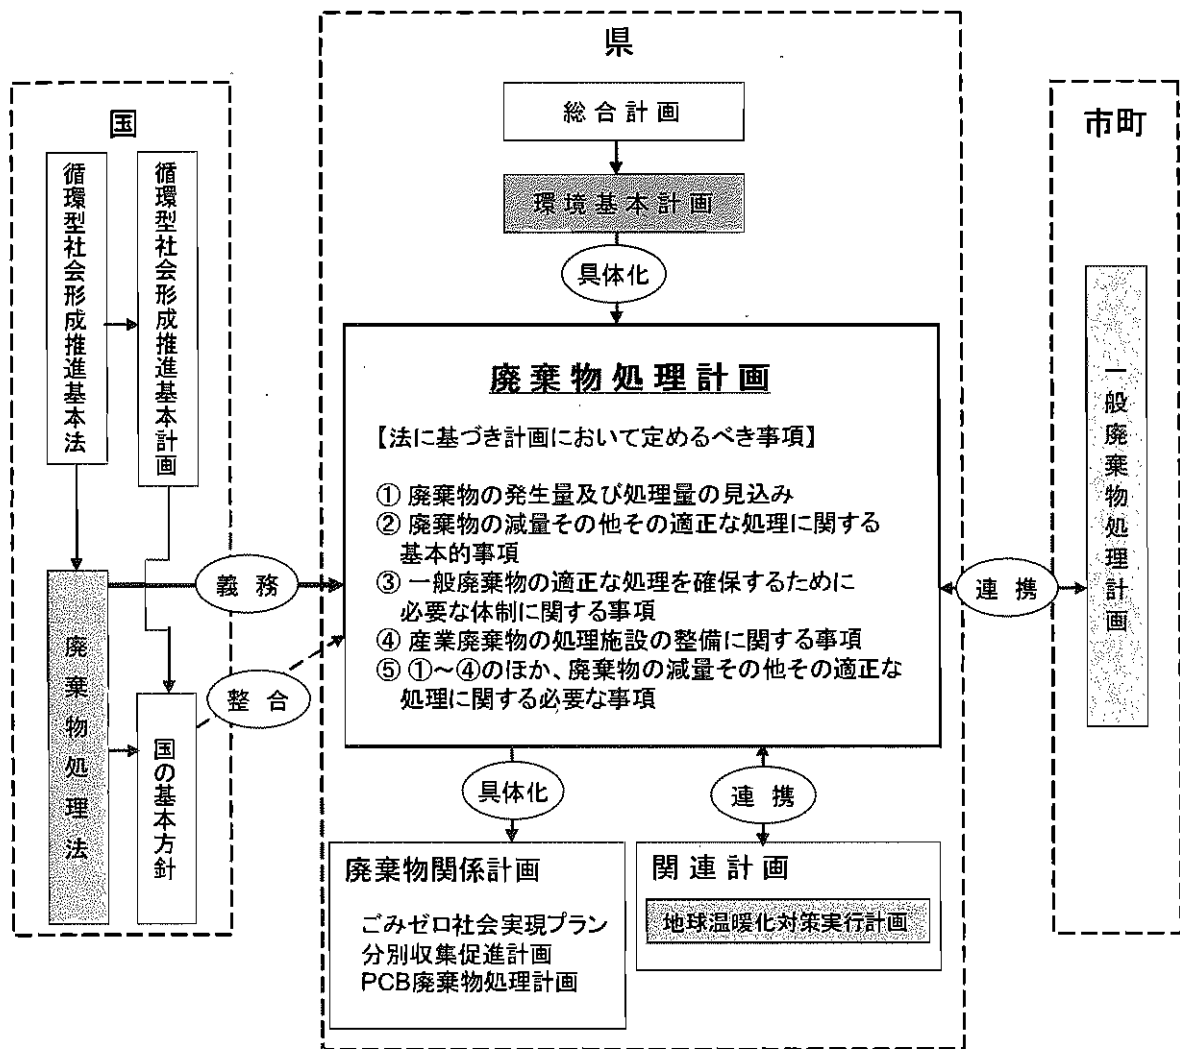 国
循環型社会形成推進基本法
循環型社会形成推進基本計画
廃棄物処理法
国の基本方針
義務
整合
県
総合計画
環境基本計画
具体化
廃棄物処理計画
【法に基づき計画において定めるべき事項】
① 廃棄物の発生量及び処理量の見込み
② 廃棄物の減量その他その適正な処理に関する
基本的事項
③ 一般廃棄物の適正な処理を確保するために
必要な体制に関する事項
④ 産業廃棄物の処理施設の整備に関する事項
⑤ ①～④のほか、廃棄物の減量その他その適正な
処理に関する必要な事項
具体化
連携
廃棄物関係計画
ごみゼロ社会実現プラン
分別収集促進計画
PCB廃棄物処理計画
関連計画
地球温暖化対策実行計画
連携
市町
一般廃棄物処理計画